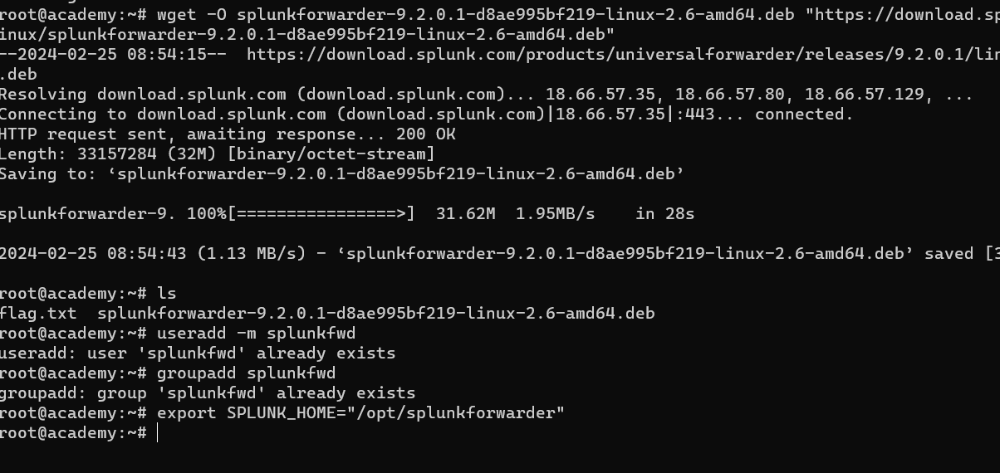 root@academy:~# wget -O splunkforwarder-9.2.0.1-d8ae995bf219-linux-2.6-amd64.deb "https://download.sp
inux/splunkforwarder-9.2.0.1-d8ae995bf219-linux-2.6-amd64.deb"
--2024-02-25 08:54:15--  https://download.splunk.com/products/universalforwarder/releases/9.2.0.1/lin
.deb
Resolving download.splunk.com (download.splunk.com)... 18.66.57.35, 18.66.57.80, 18.66.57.129, ...
Connecting to download.splunk.com (download.splunk.com)|18.66.57.35|:443... connected.
HTTP request sent, awaiting response... 200 OK
Length: 33157284 (32M) [binary/octet-stream]
Saving to: ‘splunkforwarder-9.2.0.1-d8ae995bf219-linux-2.6-amd64.deb’
splunkforwarder-9. 100%[================>]  31.62M  1.95MB/s    in 28s
2024-02-25 08:54:43 (1.13 MB/s) - ‘splunkforwarder-9.2.0.1-d8ae995bf219-linux-2.6-amd64.deb’ saved [3
root@academy:~# ls
flag.txt  splunkforwarder-9.2.0.1-d8ae995bf219-linux-2.6-amd64.deb
root@academy:~# useradd -m splunkfwd
useradd: user 'splunkfwd' already exists
root@academy:~# groupadd splunkfwd
groupadd: group 'splunkfwd' already exists
root@academy:~# export SPLUNK_HOME="/opt/splunkforwarder"
root@academy:~#